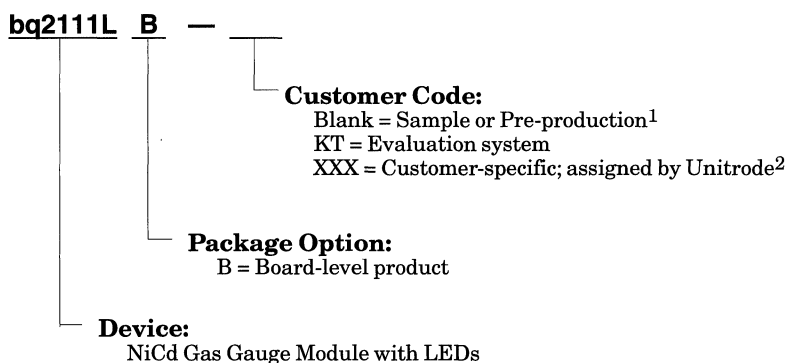 bq2111L B —
Customer Code:
Blank = Sample or Pre-production1
KT = Evaluation system
XXX = Customer-specific; assigned by Unitrode2
Package Option:
B = Board-level product
Device:
NiCd Gas Gauge Module with LEDs